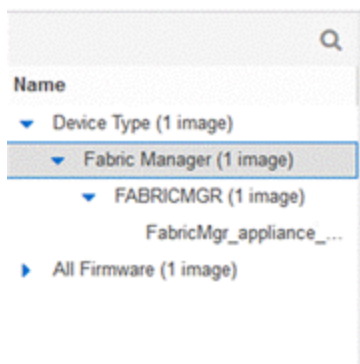 Name
Device Type (1 image)
Fabric Manager (1 image)
FABRICMGR (1 image)
FabricMgr_appliance_...
All Firmware (1 image)